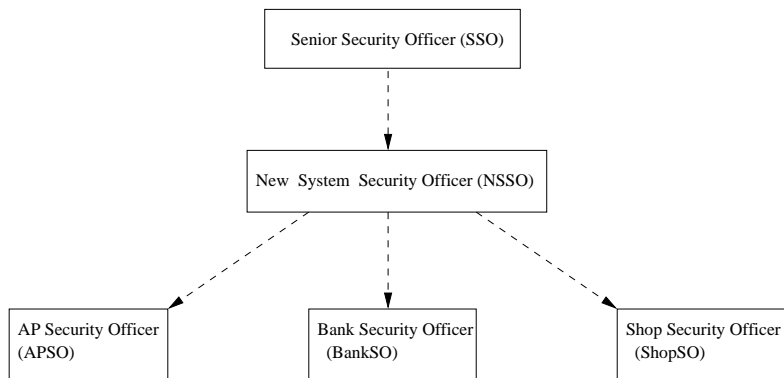 Senior Security Officer (SSO)
New System Security Officer (NSSO)
AP Security Officer
(APSO)
Bank Security Officer
(BankSO)
Shop Security Officer
(ShopSO)